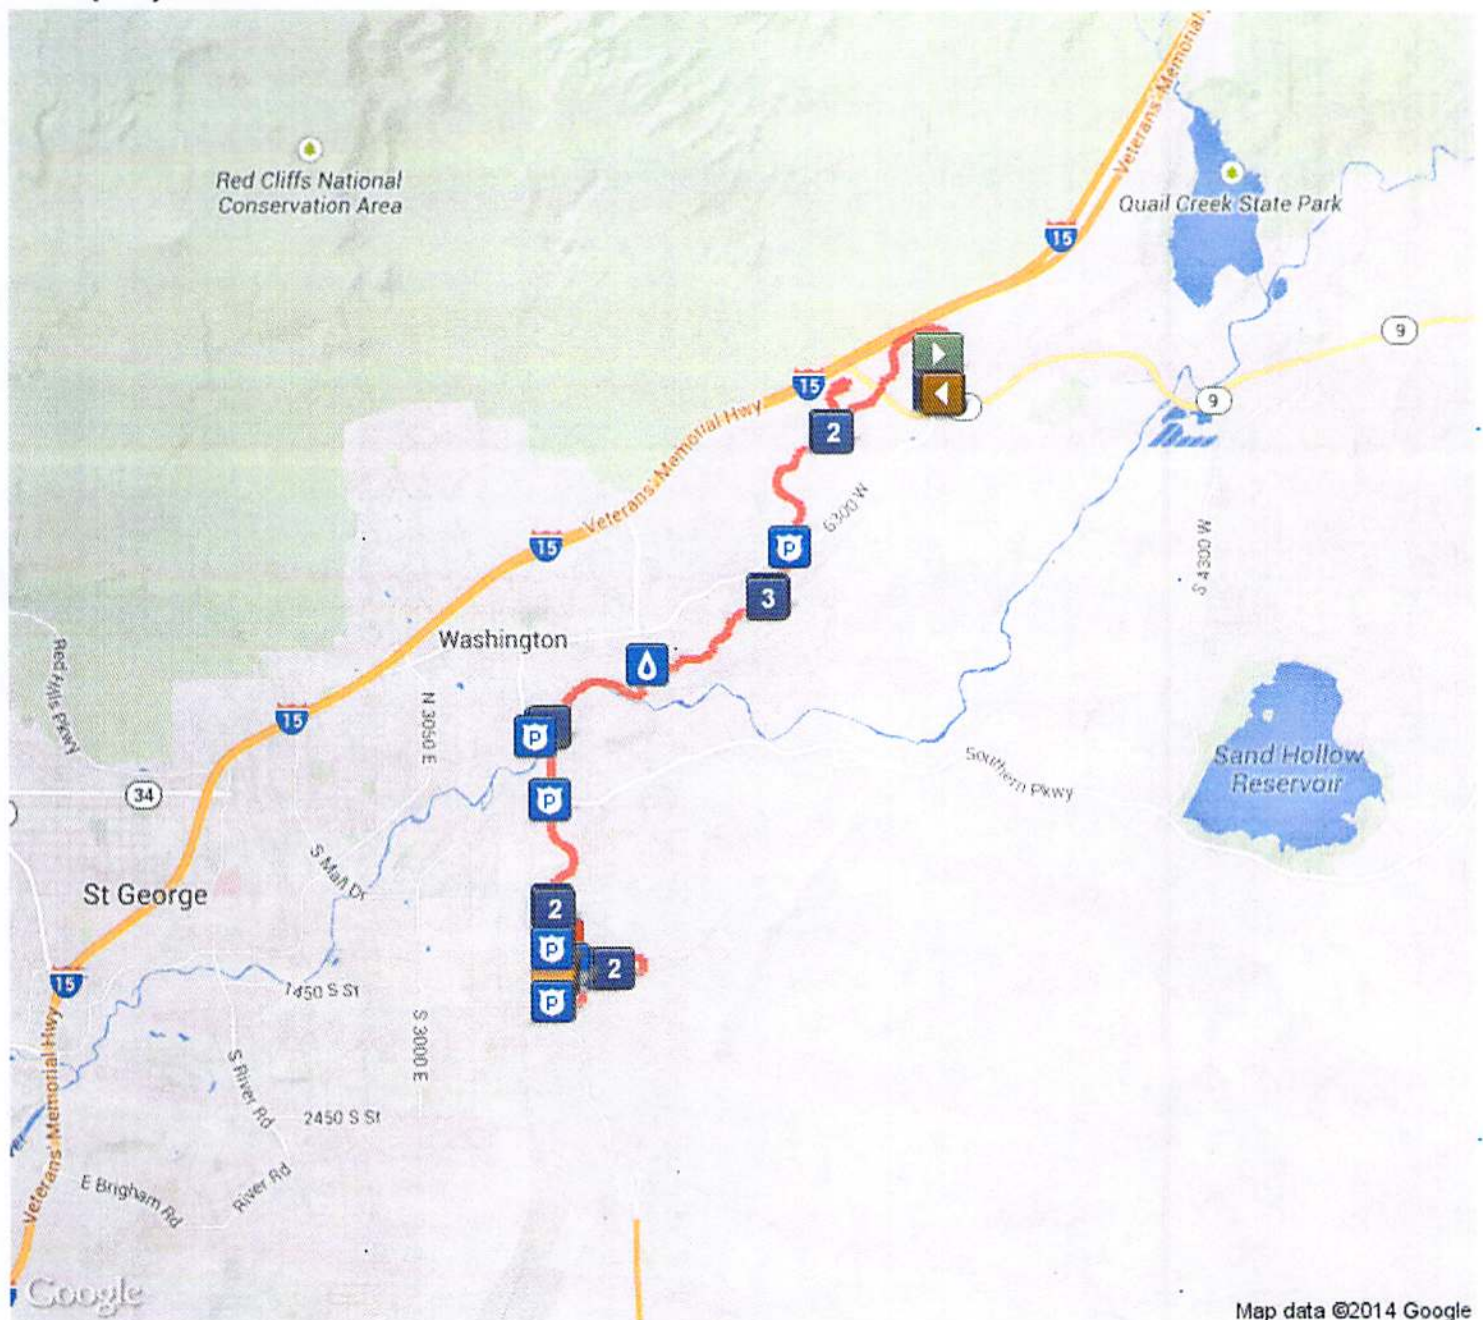 Veterans' Memorial
Veterans' Memorial
Red Cliffs National
Conservation Area
Quail Creek State Park
15
9
15
9
9
2
Veterans' Memorial Hwy
6300 W
15
P
S 4300 W
3
Washington
Red Hills Pkwy
N 3050 E
15
P
Sand Hollow
Reservoir
Southern Pkwy
34
P
S Mall Dr
St George
2
P
2
15
1450 S St
P
S 3000 E
Veterans' Memorial Hwy
S River Rd
2450 S St
E Brigham Rd
River Rd
Google
Map data ©2014 Google